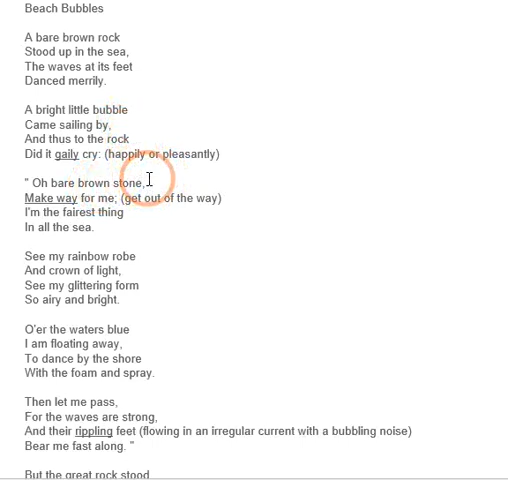 Beach Bubbles
A bare brown rock
Stood up in the sea,
The waves at its feet
Danced merrily.
A bright little bubble
Came sailing by,
And thus to the rock
Did it gaily cry: (happily or pleasantly)
" Oh bare brown stone,
Make way for me; (get out of the way)
I'm the fairest thing
In all the sea.
See my rainbow robe
And crown of light,
See my glittering form
So airy and bright.
O'er the waters blue
I am floating away,
To dance by the shore
With the foam and spray.
Then let me pass,
For the waves are strong,
And their rippling feet (flowing in an irregular current with a bubbling noise)
Bear me fast along. "
But the great rock stood